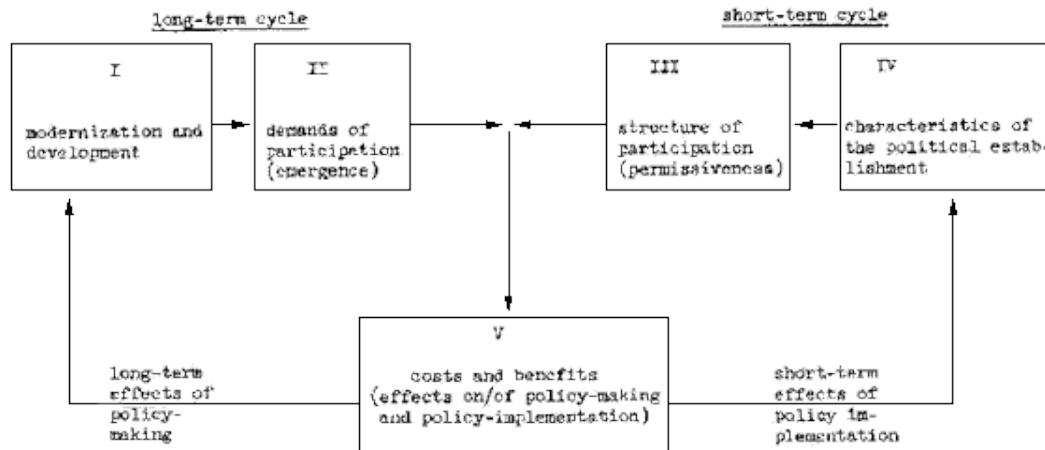 long-term cycle
short-term cycle
I
modernization and
development
II
demands of
participation
(emergence)
III
structure of
participation
(permissiveness)
IV
characteristics of
the political estab-
lishment
V
costs and benefits
(effects on/of policy-making
and policy-implementation)
long-term
effects of
policy-
making
short-term
effects of
policy im-
plementation